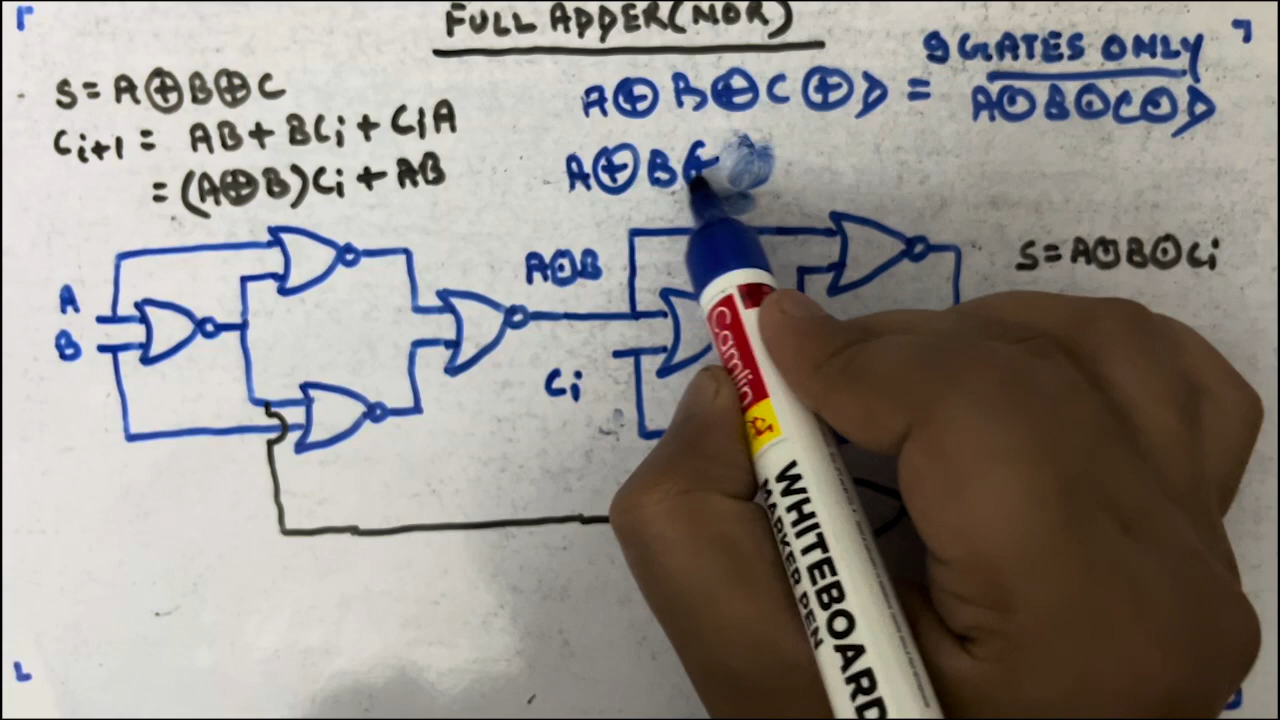 FULL ADDER(NOR)
9 GATES ONLY
S = A⊕B⊕C
A⊕B⊕C⊕D = A⊙B⊙C⊙D
Ci+1 = AB + BCi + CiA
= (A⊕B)Ci + AB
A⊕B
A⊙B
S = A⊙B⊙Ci
A
B
Ci
Camlin
WHITEBOARD
MARKER PEN